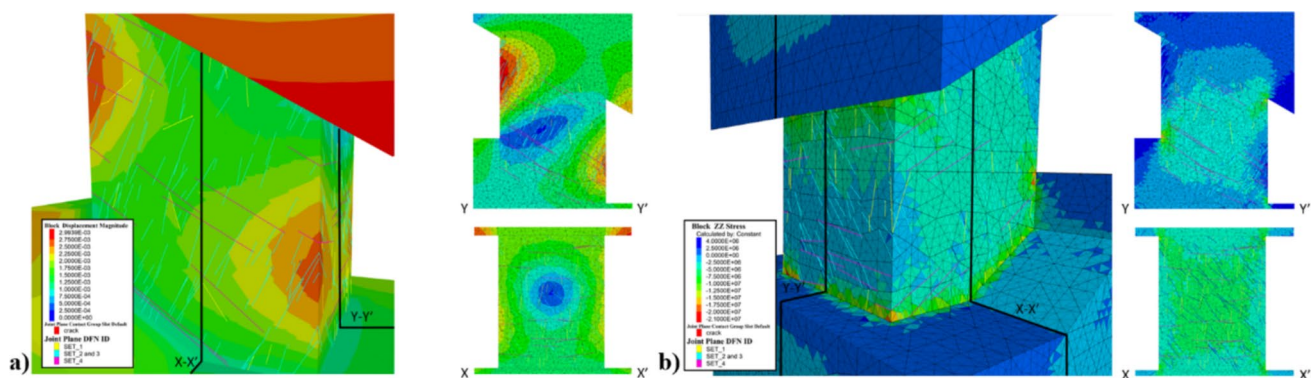 a)
Block Displacement Magnitude
2.9939E-03
2.7500E-03
2.5000E-03
2.2500E-03
2.0000E-03
1.7500E-03
1.5000E-03
1.2500E-03
1.0000E-03
7.5000E-04
5.0000E-04
2.5000E-04
0.0000E+00
Joint Plane Contact Group Slot Default
crack
Joint Plane DFN ID
SET_1
SET_2 and 3
SET_4
X-X'
Y-Y'
Y
Y'
X
X'
b)
Block ZZ Stress
Calculated by: Constant
4.0000E+06
2.5000E+06
0.0000E+00
-2.5000E+06
-5.0000E+06
-7.5000E+06
-1.0000E+07
-1.2500E+07
-1.5000E+07
-1.7500E+07
-2.0000E+07
-2.1000E+07
Joint Plane Contact Group Slot Default
crack
Joint Plane DFN ID
SET_1
SET_2 and 3
SET_4
Y-Y'
X-X'
Y
Y'
X
X'